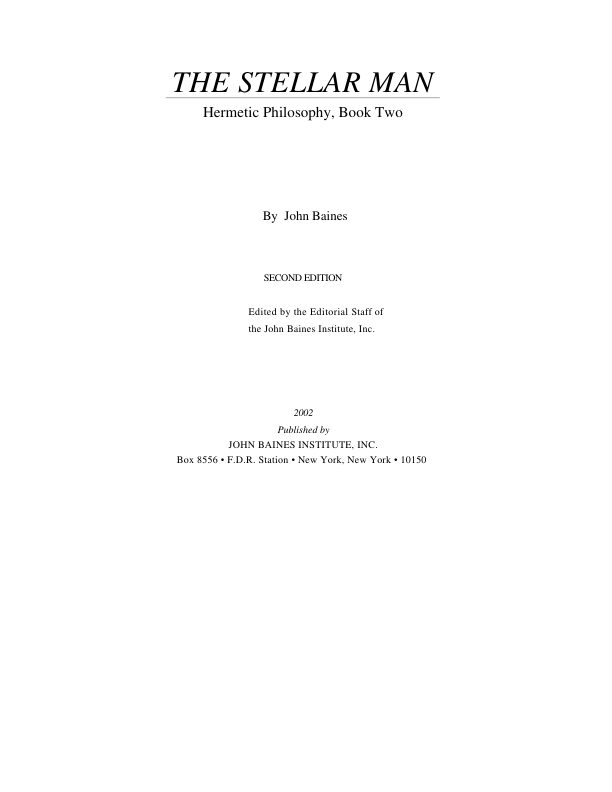 THE STELLAR MAN
Hermetic Philosophy, Book Two
By John Baines
SECOND EDITION
Edited by the Editorial Staff of
the John Baines Institute, Inc.
2002
Published by
JOHN BAINES INSTITUTE, INC.
Box 8556 • F.D.R. Station • New York, New York • 10150